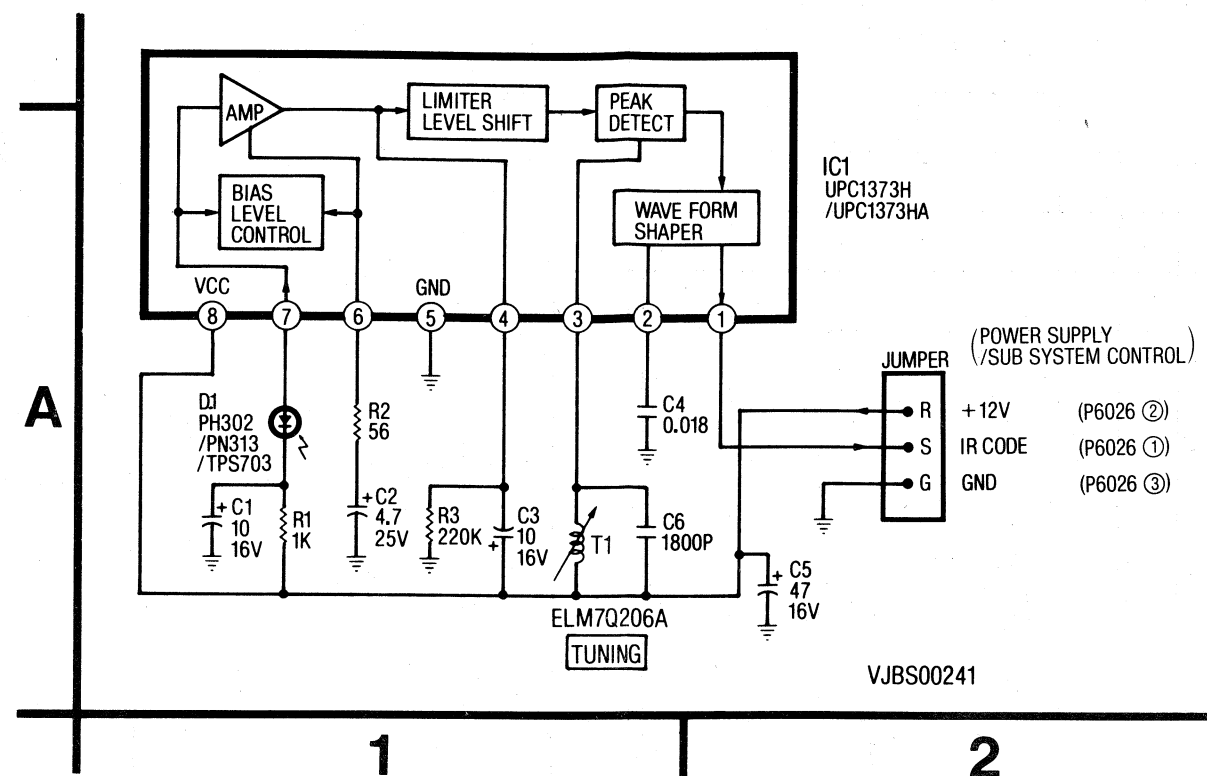 AMP
LIMITER
LEVEL SHIFT
PEAK
DETECT
BIAS
LEVEL
CONTROL
WAVE FORM
SHAPER
IC1
UPC1373H
/UPC1373HA
VCC
GND
8
7
6
5
4
3
2
1
(POWER SUPPLY
/SUB SYSTEM CONTROL)
JUMPER
R +12V (P6026 ②)
S IR CODE (P6026 ①)
G GND (P6026 ③)
A
D1
PH302
/PN313
/TPS703
R2
56
C4
0.018
+ C1
10
16V
R1
1K
+ C2
4.7
25V
R3
220K
C3
10
+ 16V
T1
C6
1800P
+ C5
47
16V
ELM7Q206A
TUNING
VJBS00241
1
2